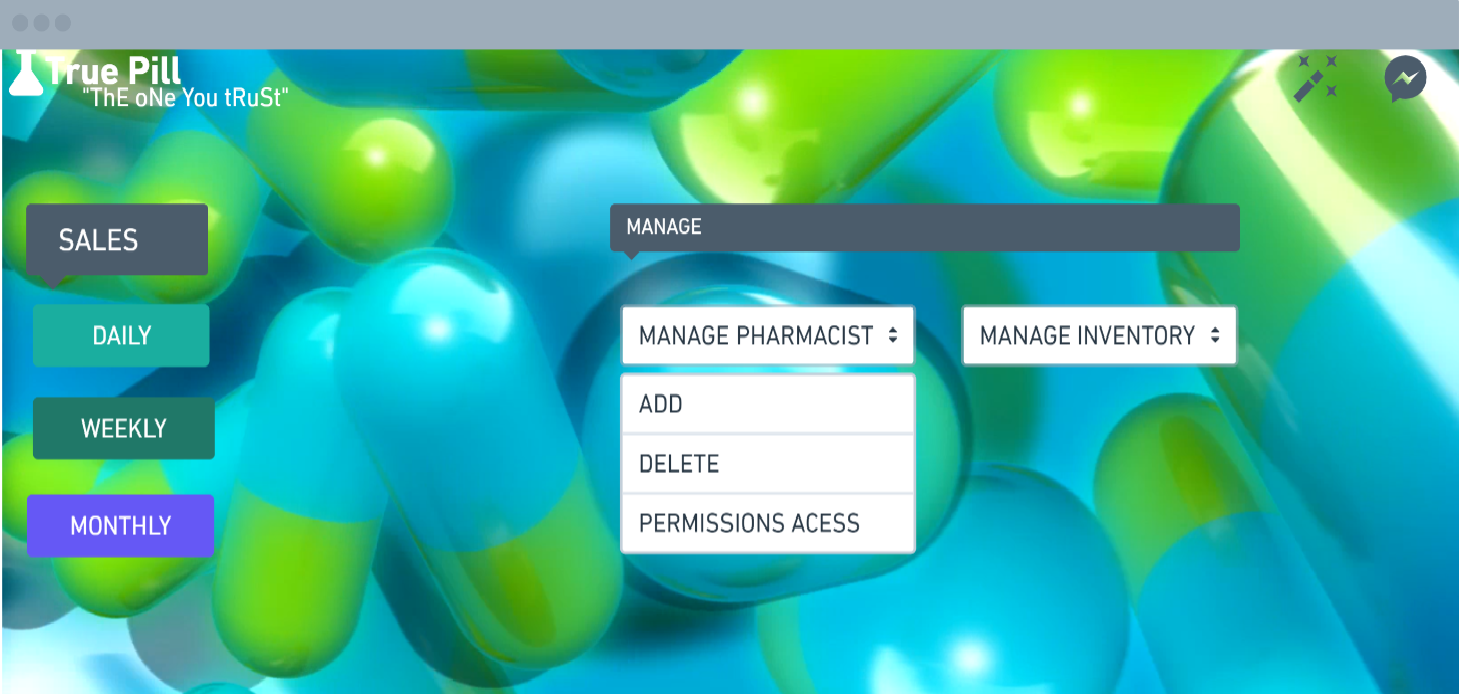 True Pill
"ThE oNe You tRuSt"
SALES
DAILY
WEEKLY
MONTHLY
MANAGE
MANAGE PHARMACIST
MANAGE INVENTORY
ADD
DELETE
PERMISSIONS ACESS